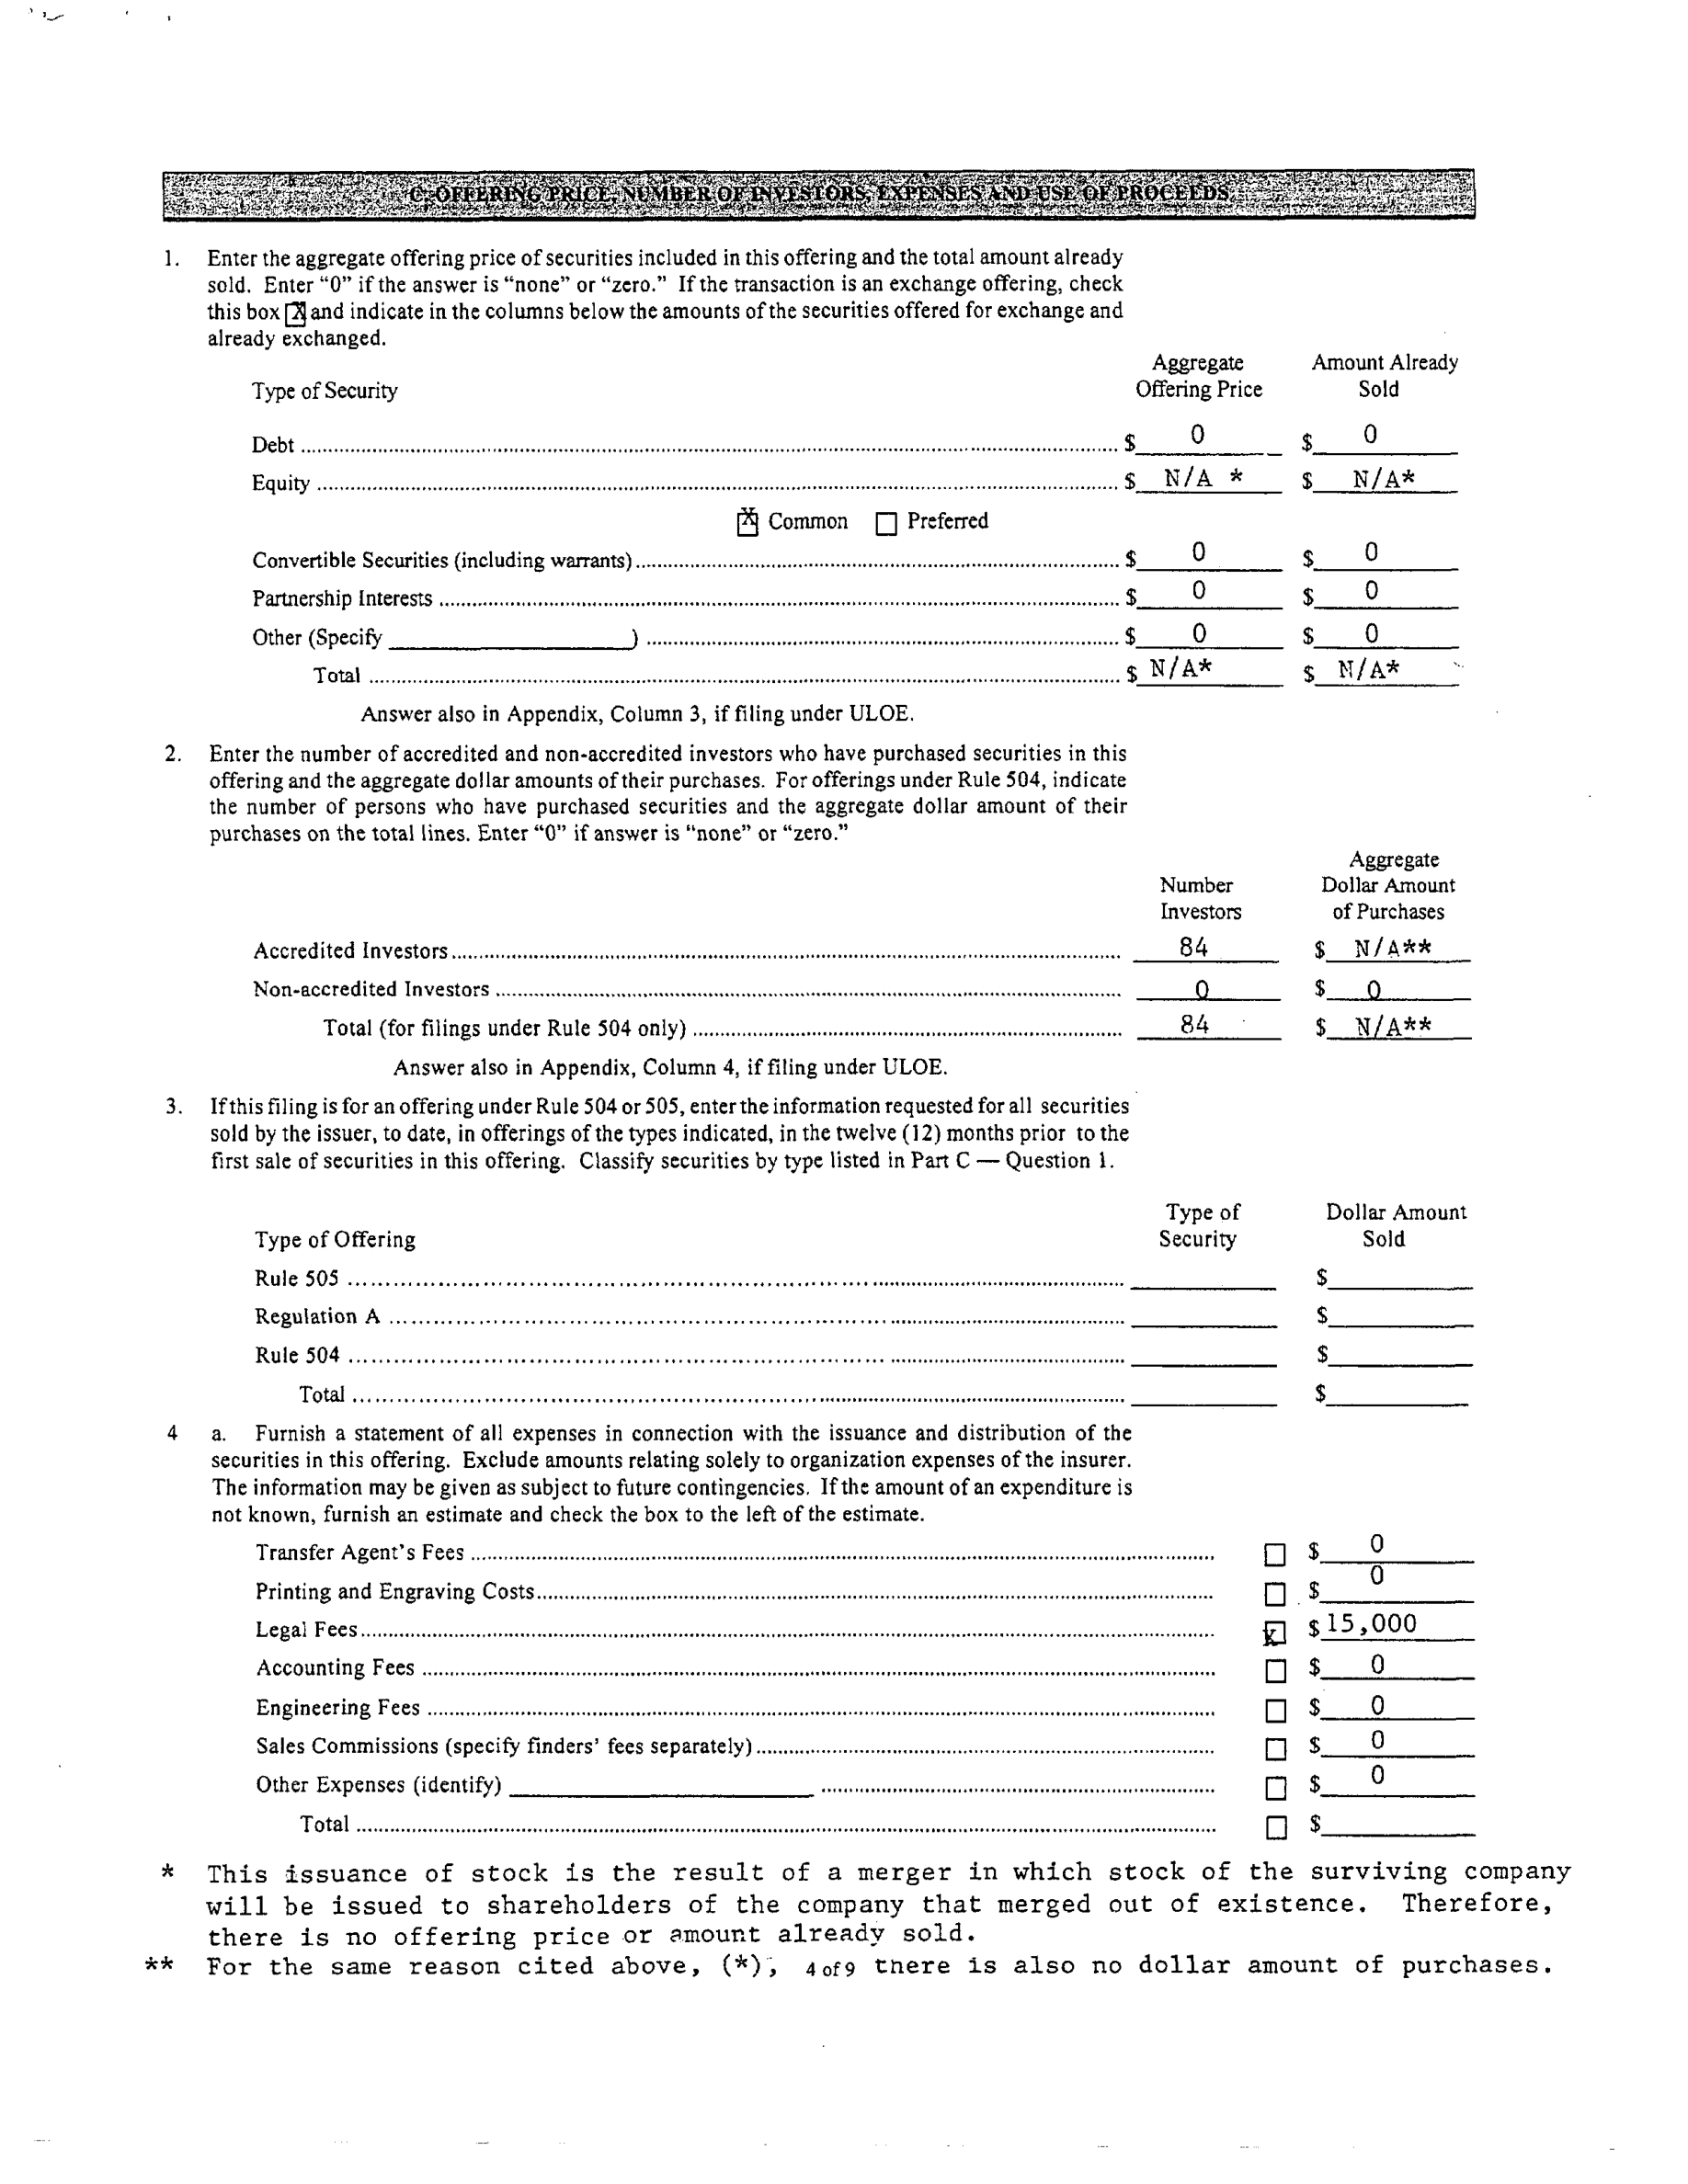 C. OFFERING PRICE, NUMBER OF INVESTORS, EXPENSES AND USE OF PROCEEDS
1. Enter the aggregate offering price of securities included in this offering and the total amount already
sold. Enter “0” if the answer is “none” or “zero.” If the transaction is an exchange offering, check
this box ☒ and indicate in the columns below the amounts of the securities offered for exchange and
already exchanged.
Type of Security Aggregate Offering Price Amount Already Sold
Debt $ 0 $ 0
Equity $ N/A * $ N/A*
☒ Common ☐ Preferred
Convertible Securities (including warrants) $ 0 $ 0
Partnership Interests $ 0 $ 0
Other (Specify ) $ 0 $ 0
Total $ N/A* $ N/A*
Answer also in Appendix, Column 3, if filing under ULOE.
2. Enter the number of accredited and non-accredited investors who have purchased securities in this
offering and the aggregate dollar amounts of their purchases. For offerings under Rule 504, indicate
the number of persons who have purchased securities and the aggregate dollar amount of their
purchases on the total lines. Enter “0” if answer is “none” or “zero.”
Number Investors Aggregate Dollar Amount of Purchases
Accredited Investors 84 $ N/A**
Non-accredited Investors 0 $ 0
Total (for filings under Rule 504 only) 84 $ N/A**
Answer also in Appendix, Column 4, if filing under ULOE.
3. If this filing is for an offering under Rule 504 or 505, enter the information requested for all securities
sold by the issuer, to date, in offerings of the types indicated, in the twelve (12) months prior to the
first sale of securities in this offering. Classify securities by type listed in Part C — Question 1.
Type of Offering Type of Security Dollar Amount Sold
Rule 505 $
Regulation A $
Rule 504 $
Total $
4 a. Furnish a statement of all expenses in connection with the issuance and distribution of the
securities in this offering. Exclude amounts relating solely to organization expenses of the insurer.
The information may be given as subject to future contingencies. If the amount of an expenditure is
not known, furnish an estimate and check the box to the left of the estimate.
Transfer Agent’s Fees ☐ $ 0
Printing and Engraving Costs ☐ $ 0
Legal Fees ☒ $ 15,000
Accounting Fees ☐ $ 0
Engineering Fees ☐ $ 0
Sales Commissions (specify finders’ fees separately) ☐ $ 0
Other Expenses (identify) ☐ $ 0
Total ☐ $
* This issuance of stock is the result of a merger in which stock of the surviving company
will be issued to shareholders of the company that merged out of existence. Therefore,
there is no offering price or amount already sold.
** For the same reason cited above, (*), 4 of 9 there is also no dollar amount of purchases.